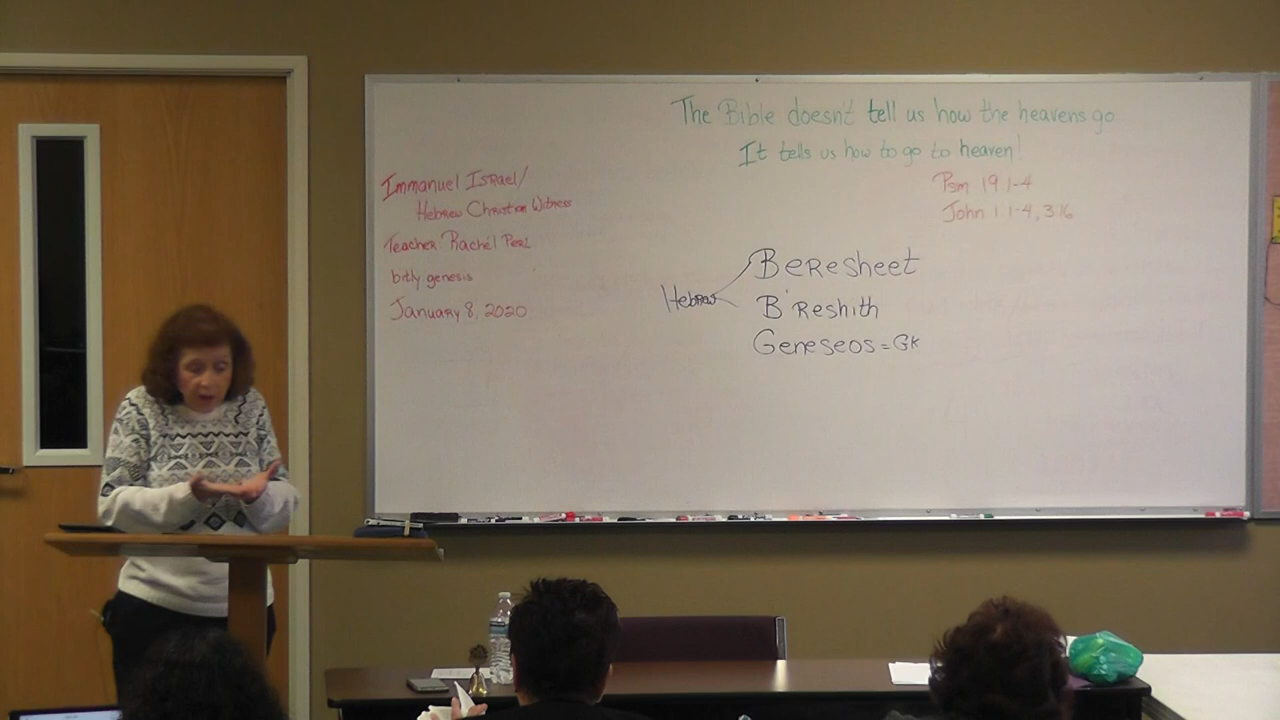 The Bible doesn't tell us how the heavens go
It tells us how to go to heaven!
Psm 19 1-4
John 1 1-4, 3:16
Immanuel Israel/
Hebrew Christian Witness
Teacher: Rachel Perl
bitly genesis
January 8, 2020
Hebrew
Beresheet
B'Reshith
Geneseos = Gk